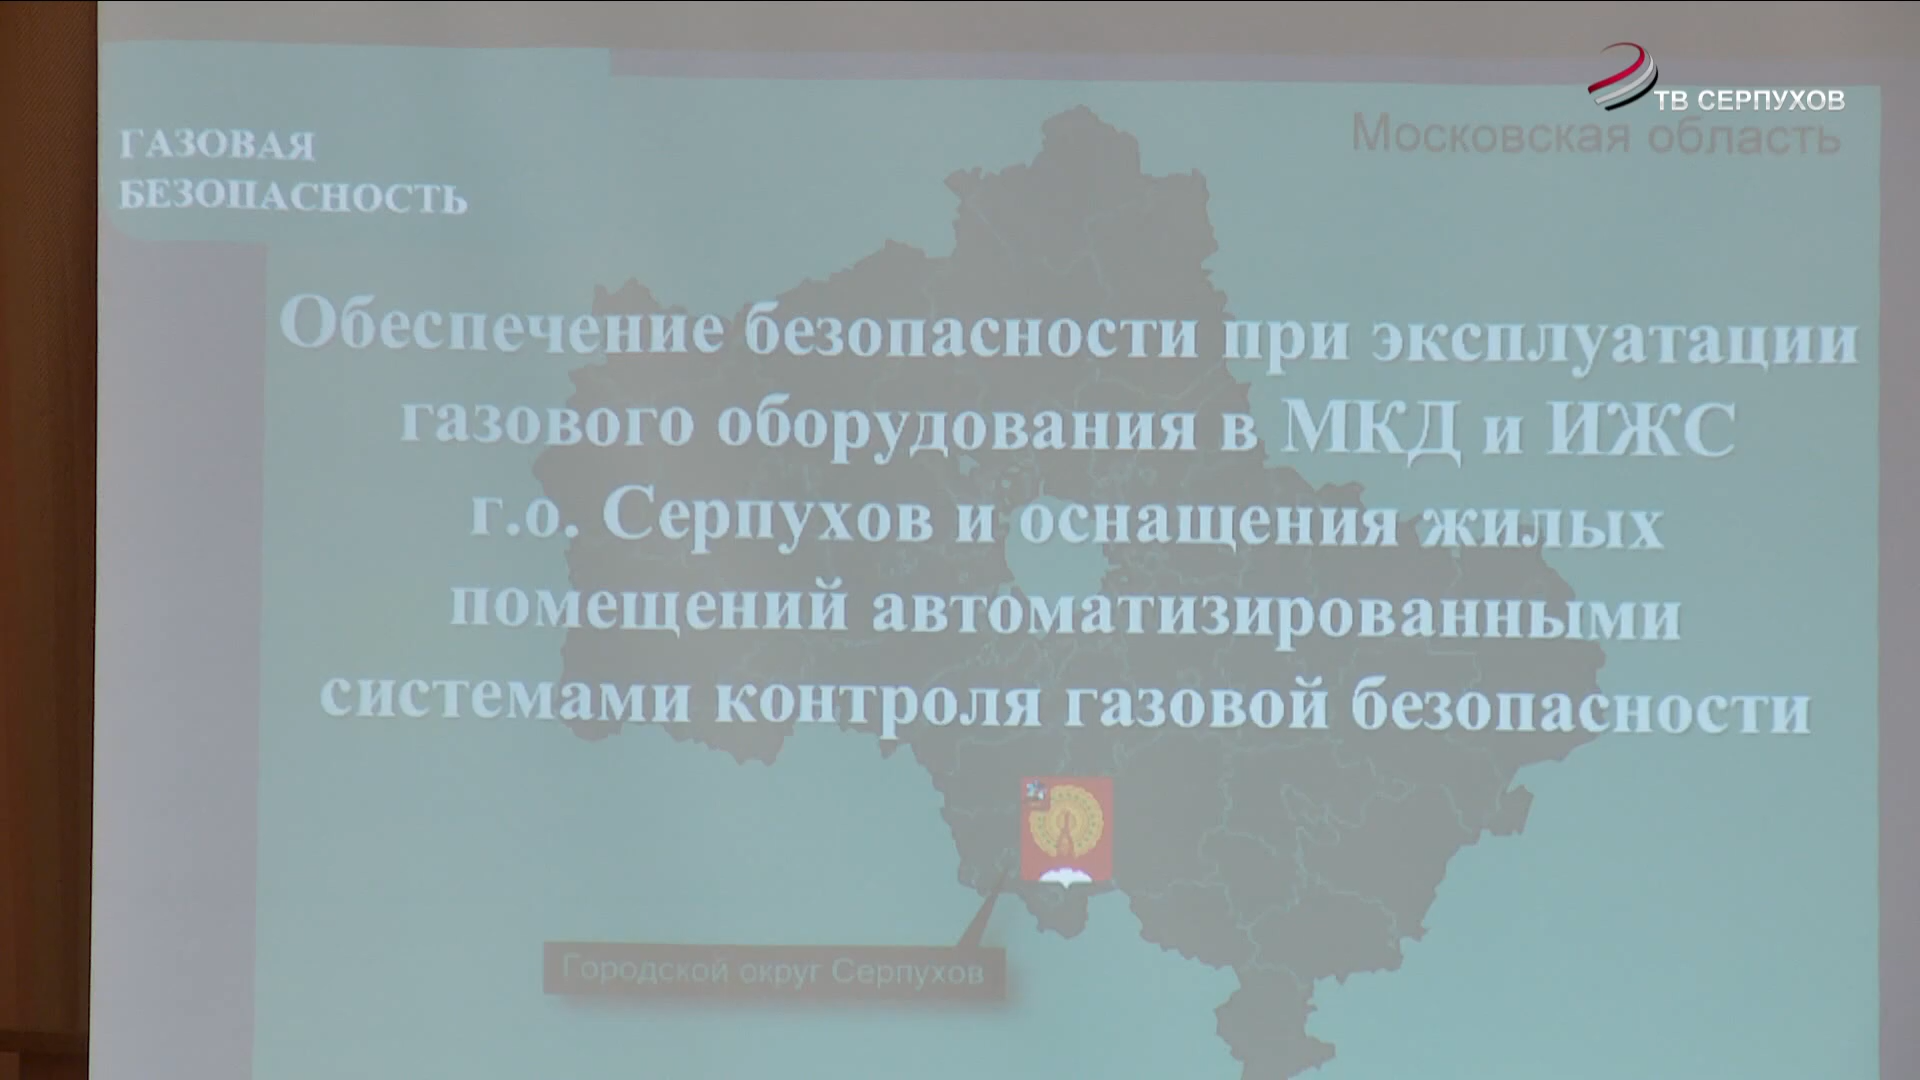 ТВ СЕРПУХОВ
Московская область
ГАЗОВАЯ
БЕЗОПАСНОСТЬ
Обеспечение безопасности при эксплуатации
газового оборудования в МКД и ИЖС
г.о. Серпухов и оснащения жилых
помещений автоматизированными
системами контроля газовой безопасности
Городской округ Серпухов